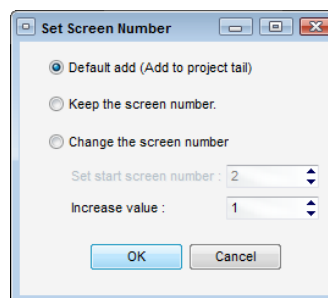 Set Screen Number
Default add (Add to project tail)
Keep the screen number.
Change the screen number
Set start screen number : 2
Increase value : 1
OK Cancel